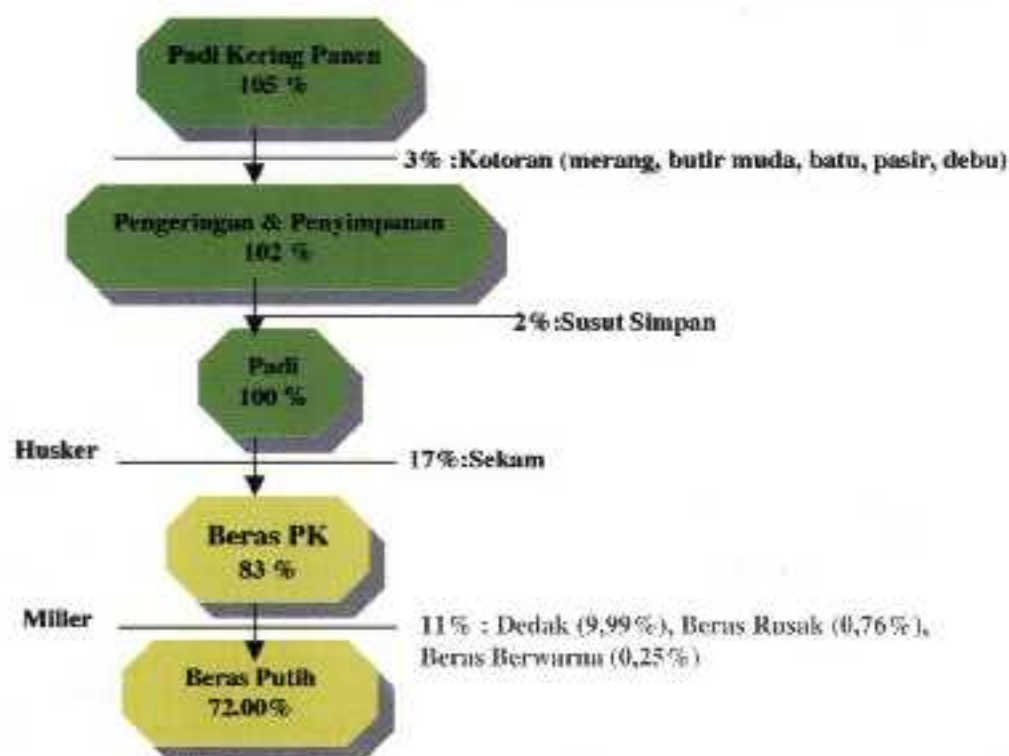 Padi Kering Panen
105 %
3% :Kotoran (merang, butir muda, batu, pasir, debu)
Pengeringan & Penyimpanan
102 %
2%:Susut Simpan
Padi
100 %
Husker
17%:Sekam
Beras PK
83 %
Miller
11% : Dedak (9,99%), Beras Rusak (0,76%),
Beras Berwarna (0,25%)
Beras Putih
72.00%